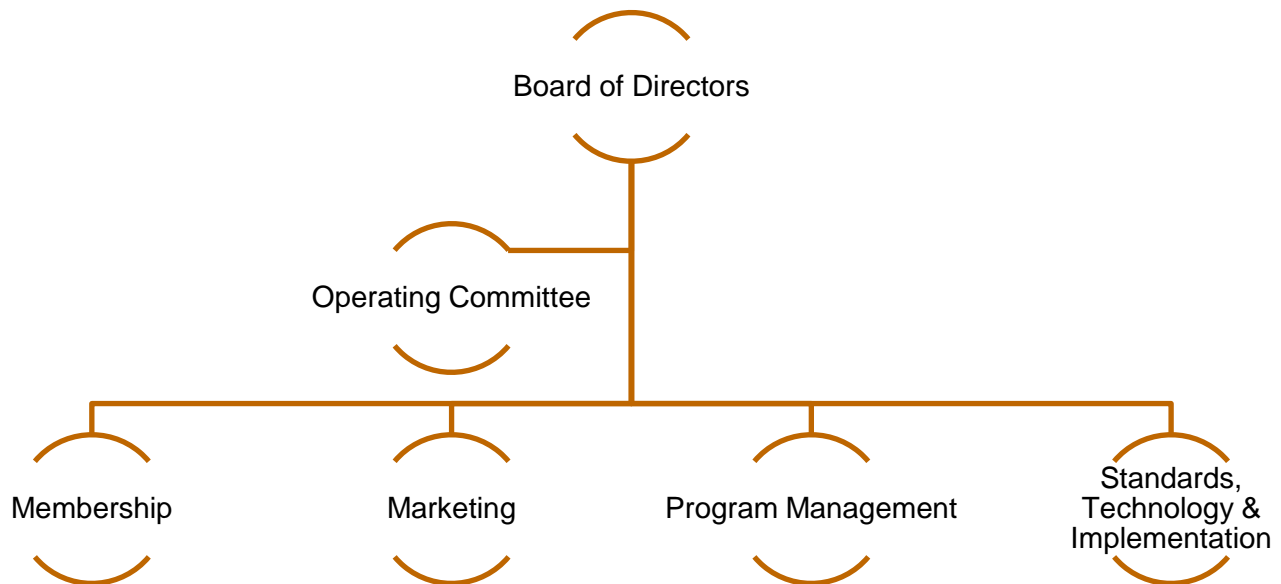 Board of Directors
Operating Committee
Membership
Marketing
Program Management
Standards,
Technology &
Implementation